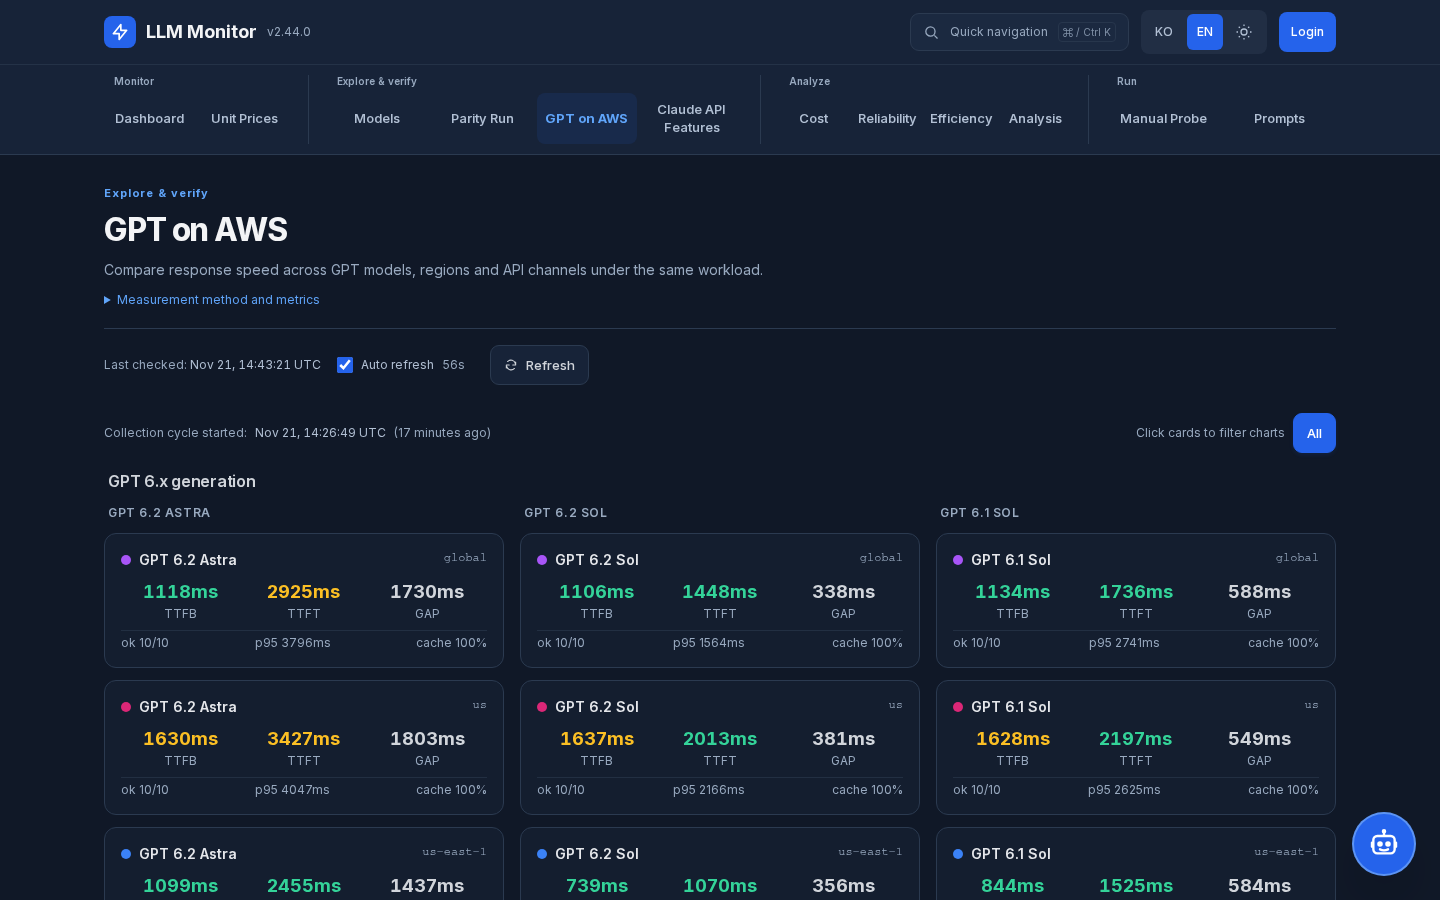 LLM Monitor v2.44.0
Quick navigation ⌘ / Ctrl K
KO EN
Login
Monitor
Dashboard Unit Prices
Explore & verify
Models Parity Run GPT on AWS Claude API Features
Analyze
Cost Reliability Efficiency Analysis
Run
Manual Probe Prompts
Explore & verify
GPT on AWS
Compare response speed across GPT models, regions and API channels under the same workload.
Measurement method and metrics
Last checked: Nov 21, 14:43:21 UTC Auto refresh 56s Refresh
Collection cycle started: Nov 21, 14:26:49 UTC (17 minutes ago) Click cards to filter charts All
GPT 6.x generation
GPT 6.2 ASTRA GPT 6.2 SOL GPT 6.1 SOL
GPT 6.2 Astra global
1118ms 2925ms 1730ms
TTFB TTFT GAP
ok 10/10 p95 3796ms cache 100%
GPT 6.2 Sol global
1106ms 1448ms 338ms
TTFB TTFT GAP
ok 10/10 p95 1564ms cache 100%
GPT 6.1 Sol global
1134ms 1736ms 588ms
TTFB TTFT GAP
ok 10/10 p95 2741ms cache 100%
GPT 6.2 Astra us
1630ms 3427ms 1803ms
TTFB TTFT GAP
ok 10/10 p95 4047ms cache 100%
GPT 6.2 Sol us
1637ms 2013ms 381ms
TTFB TTFT GAP
ok 10/10 p95 2166ms cache 100%
GPT 6.1 Sol us
1628ms 2197ms 549ms
TTFB TTFT GAP
ok 10/10 p95 2625ms cache 100%
GPT 6.2 Astra us-east-1
1099ms 2455ms 1437ms
GPT 6.2 Sol us-east-1
739ms 1070ms 356ms
GPT 6.1 Sol us-east-1
844ms 1525ms 584ms